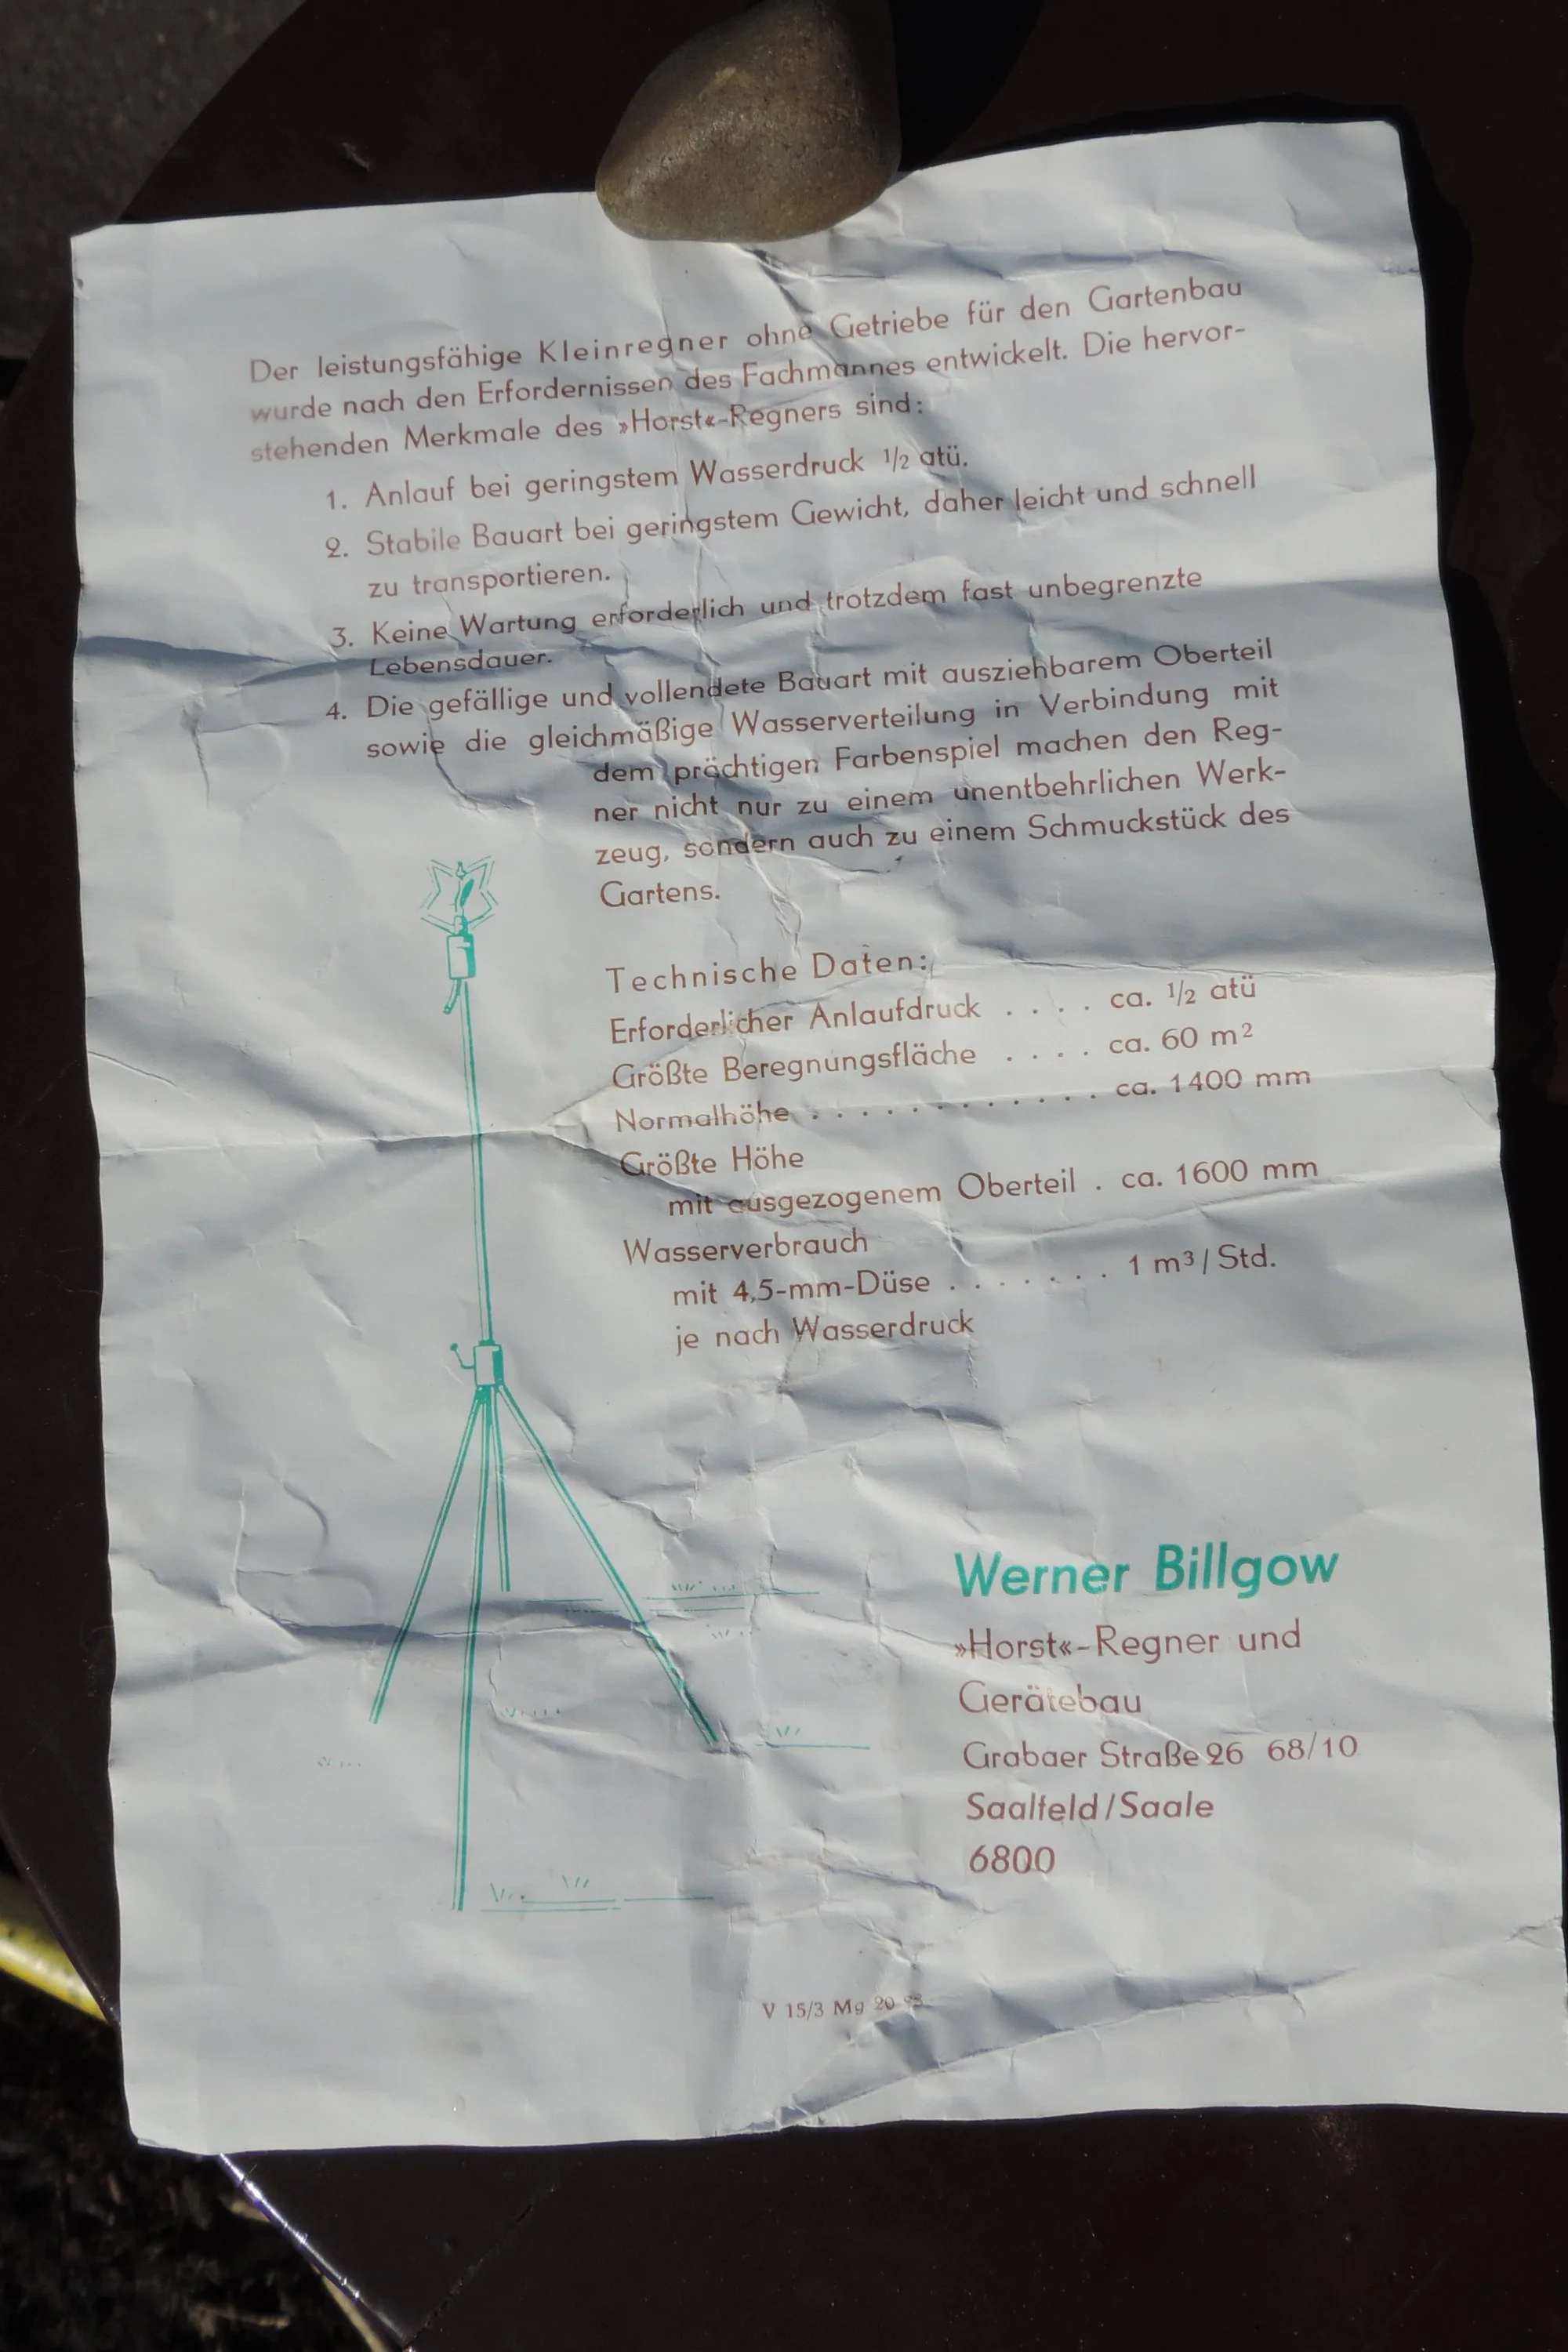 Der leistungsfähige Kleinregner ohne Getriebe für den Gartenbau
wurde nach den Erfordernissen des Fachmannes entwickelt. Die hervor-
stehenden Merkmale des »Horst«-Regners sind:
1. Anlauf bei geringstem Wasserdruck ½ atü.
2. Stabile Bauart bei geringstem Gewicht, daher leicht und schnell
zu transportieren.
3. Keine Wartung erforderlich und trotzdem fast unbegrenzte
Lebensdauer.
4. Die gefällige und vollendete Bauart mit ausziehbarem Oberteil
sowie die gleichmäßige Wasserverteilung in Verbindung mit
dem prächtigen Farbenspiel machen den Reg-
ner nicht nur zu einem unentbehrlichen Werk-
zeug, sondern auch zu einem Schmuckstück des
Gartens.
Technische Daten:
Erforderlicher Anlaufdruck . . . . ca. ½ atü
Größte Beregnungsfläche . . . . ca. 60 m²
Normalhöhe . . . . . . . . . . . . . ca. 1400 mm
Größte Höhe
mit ausgezogenem Oberteil . ca. 1600 mm
Wasserverbrauch
mit 4,5-mm-Düse . . . . . . . 1 m³/Std.
je nach Wasserdruck
Werner Billgow
»Horst«-Regner und
Gerätebau
Grabaer Straße 26 68/10
Saalfeld/Saale
6800
V 15/3 Mg 20